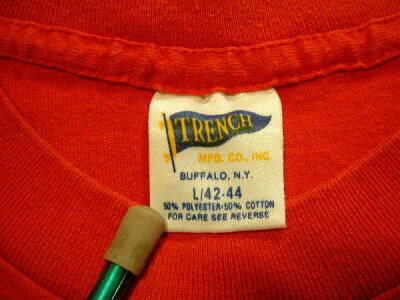 TRENCH
MFG. CO., INC.
BUFFALO, N.Y.
L/42-44
50% POLYESTER·50% COTTON
FOR CARE SEE REVERSE